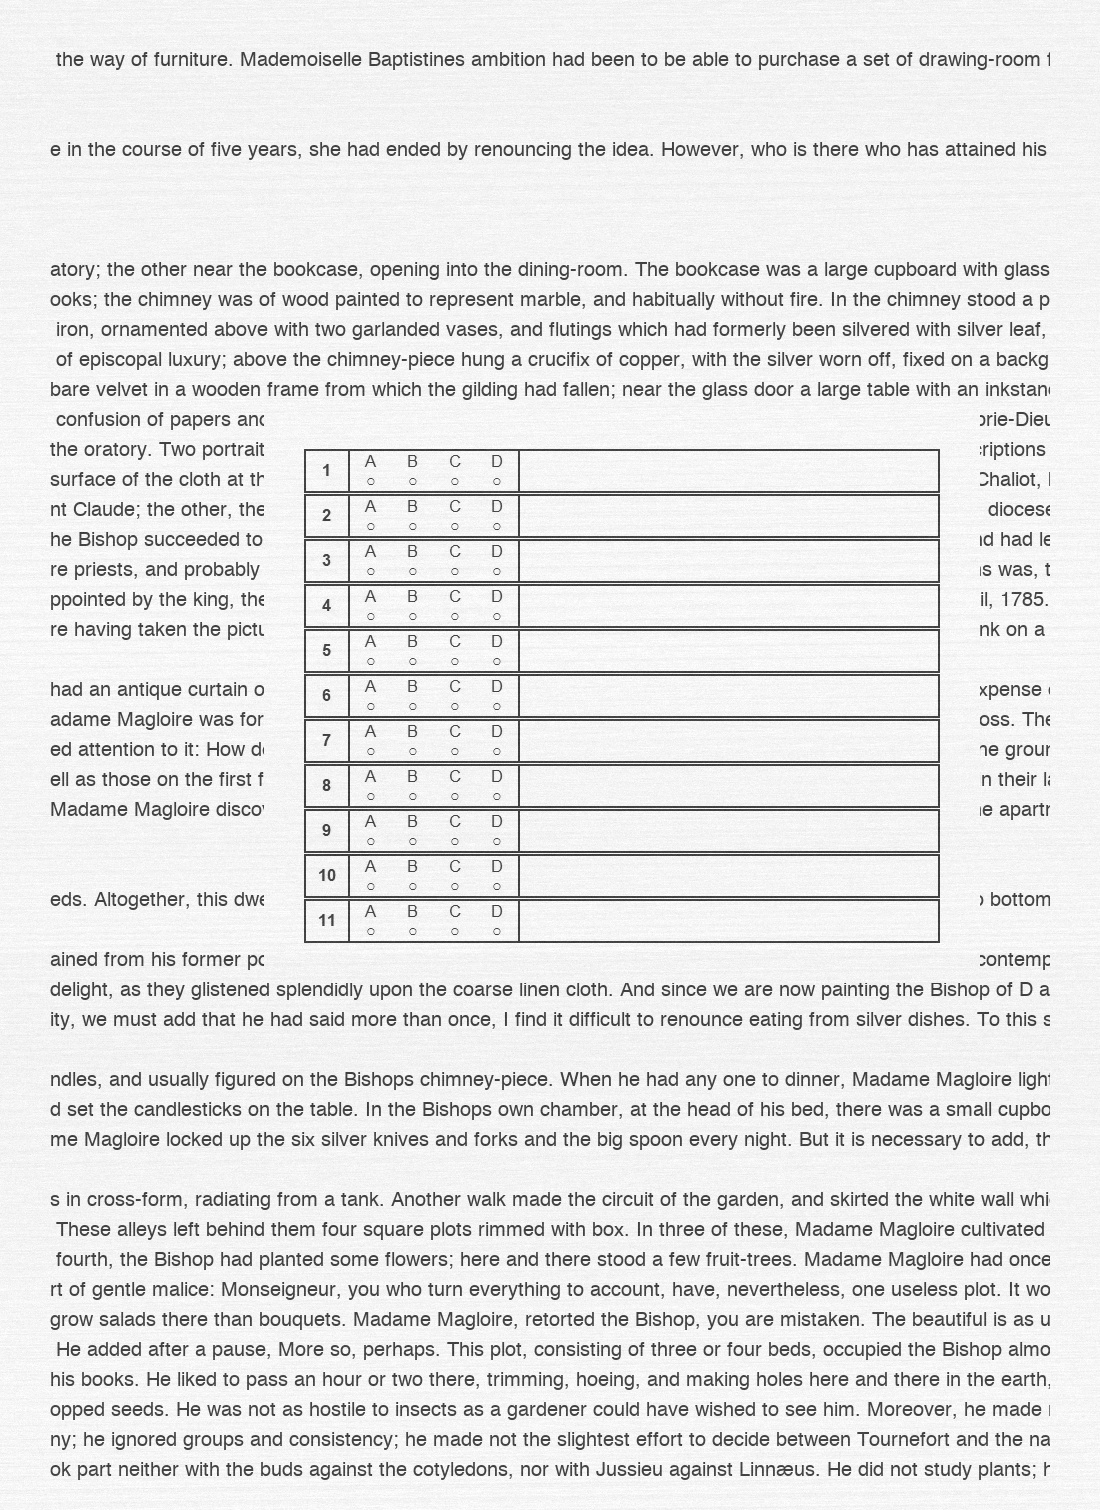 the way of furniture. Mademoiselle Baptistines ambition had been to be able to purchase a set of drawing-room
e in the course of five years, she had ended by renouncing the idea. However, who is there who has attained his
atory; the other near the bookcase, opening into the dining-room. The bookcase was a large cupboard with glass
ooks; the chimney was of wood painted to represent marble, and habitually without fire. In the chimney stood a p
iron, ornamented above with two garlanded vases, and flutings which had formerly been silvered with silver leaf,
of episcopal luxury; above the chimney-piece hung a crucifix of copper, with the silver worn off, fixed on a backg
bare velvet in a wooden frame from which the gilding had fallen; near the glass door a large table with an inkstan
confusion of papers and orie-Dieu
the oratory. Two portrait criptions
surface of the cloth at th Chaliot,
nt Claude; the other, the diocese
he Bishop succeeded to nd had le
re priests, and probably as was, t
ppointed by the king, the il, 1785.
re having taken the pictu nk on a
had an antique curtain o xpense
adame Magloire was for oss. The
ed attention to it: How d ne groun
ell as those on the first f n their la
Madame Magloire disco e apartm
eds. Altogether, this dwe bottom
ained from his former po contemp
delight, as they glistened splendidly upon the coarse linen cloth. And since we are now painting the Bishop of D a
ity, we must add that he had said more than once, I find it difficult to renounce eating from silver dishes. To this s
ndles, and usually figured on the Bishops chimney-piece. When he had any one to dinner, Madame Magloire light
d set the candlesticks on the table. In the Bishops own chamber, at the head of his bed, there was a small cupbo
me Magloire locked up the six silver knives and forks and the big spoon every night. But it is necessary to add, th
s in cross-form, radiating from a tank. Another walk made the circuit of the garden, and skirted the white wall whi
These alleys left behind them four square plots rimmed with box. In three of these, Madame Magloire cultivated
fourth, the Bishop had planted some flowers; here and there stood a few fruit-trees. Madame Magloire had once
rt of gentle malice: Monseigneur, you who turn everything to account, have, nevertheless, one useless plot. It wo
grow salads there than bouquets. Madame Magloire, retorted the Bishop, you are mistaken. The beautiful is as u
He added after a pause, More so, perhaps. This plot, consisting of three or four beds, occupied the Bishop almo
his books. He liked to pass an hour or two there, trimming, hoeing, and making holes here and there in the earth,
opped seeds. He was not as hostile to insects as a gardener could have wished to see him. Moreover, he made
ny; he ignored groups and consistency; he made not the slightest effort to decide between Tournefort and the na
ok part neither with the buds against the cotyledons, nor with Jussieu against Linnæus. He did not study plants; h
1 A B C D
2 A B C D
3 A B C D
4 A B C D
5 A B C D
6 A B C D
7 A B C D
8 A B C D
9 A B C D
10 A B C D
11 A B C D